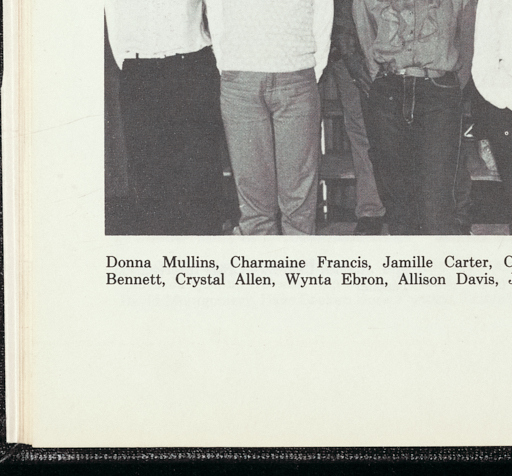 Donna Mullins, Charmaine Francis, Jamille Carter,
Bennett, Crystal Allen, Wynta Ebron, Allison Davis,